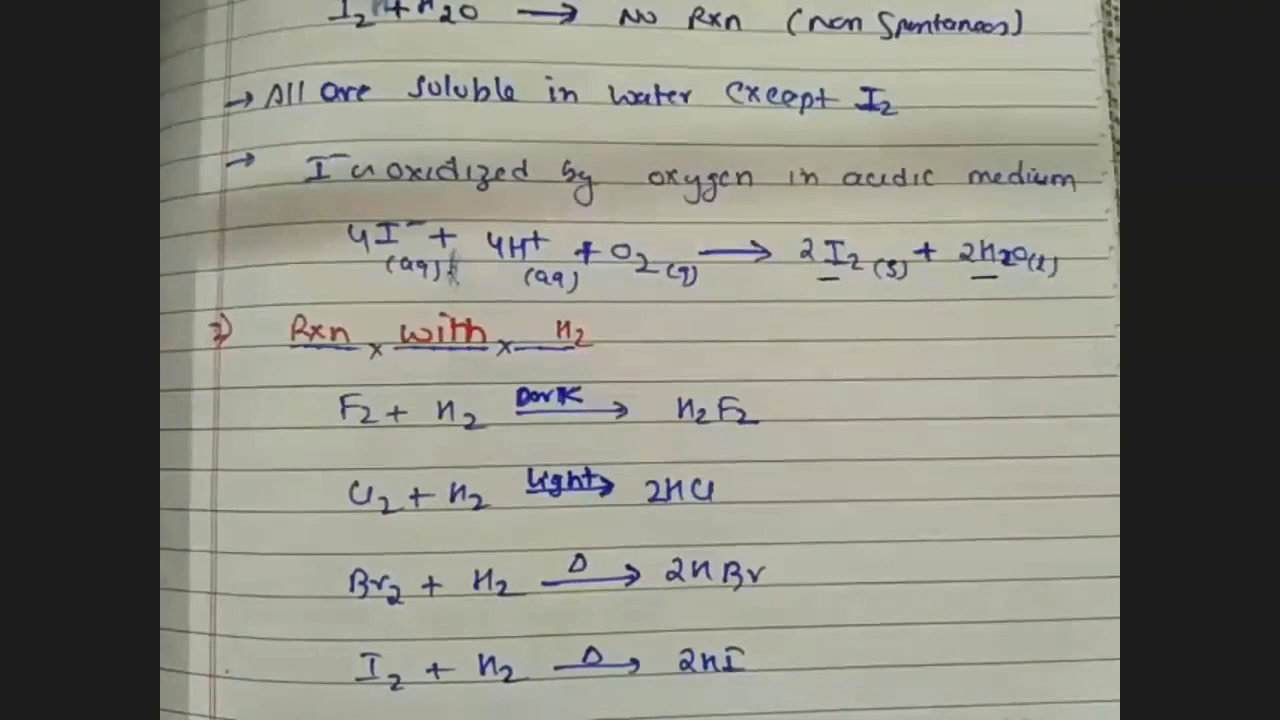 I2 + H2O → No Rxn (non Spontaneos)
→ All are soluble in water except I2
→ I⁻ is oxidized by oxygen in acidic medium
4I⁻(aq) + 4H⁺(aq) + O2(g) → 2I2(s) + 2H2O(l)
⇒ Rxn × with × H2
F2 + H2 Dark → H2F2
Cl2 + H2 Light → 2HCl
Br2 + H2 Δ → 2HBr
I2 + H2 Δ → 2HI